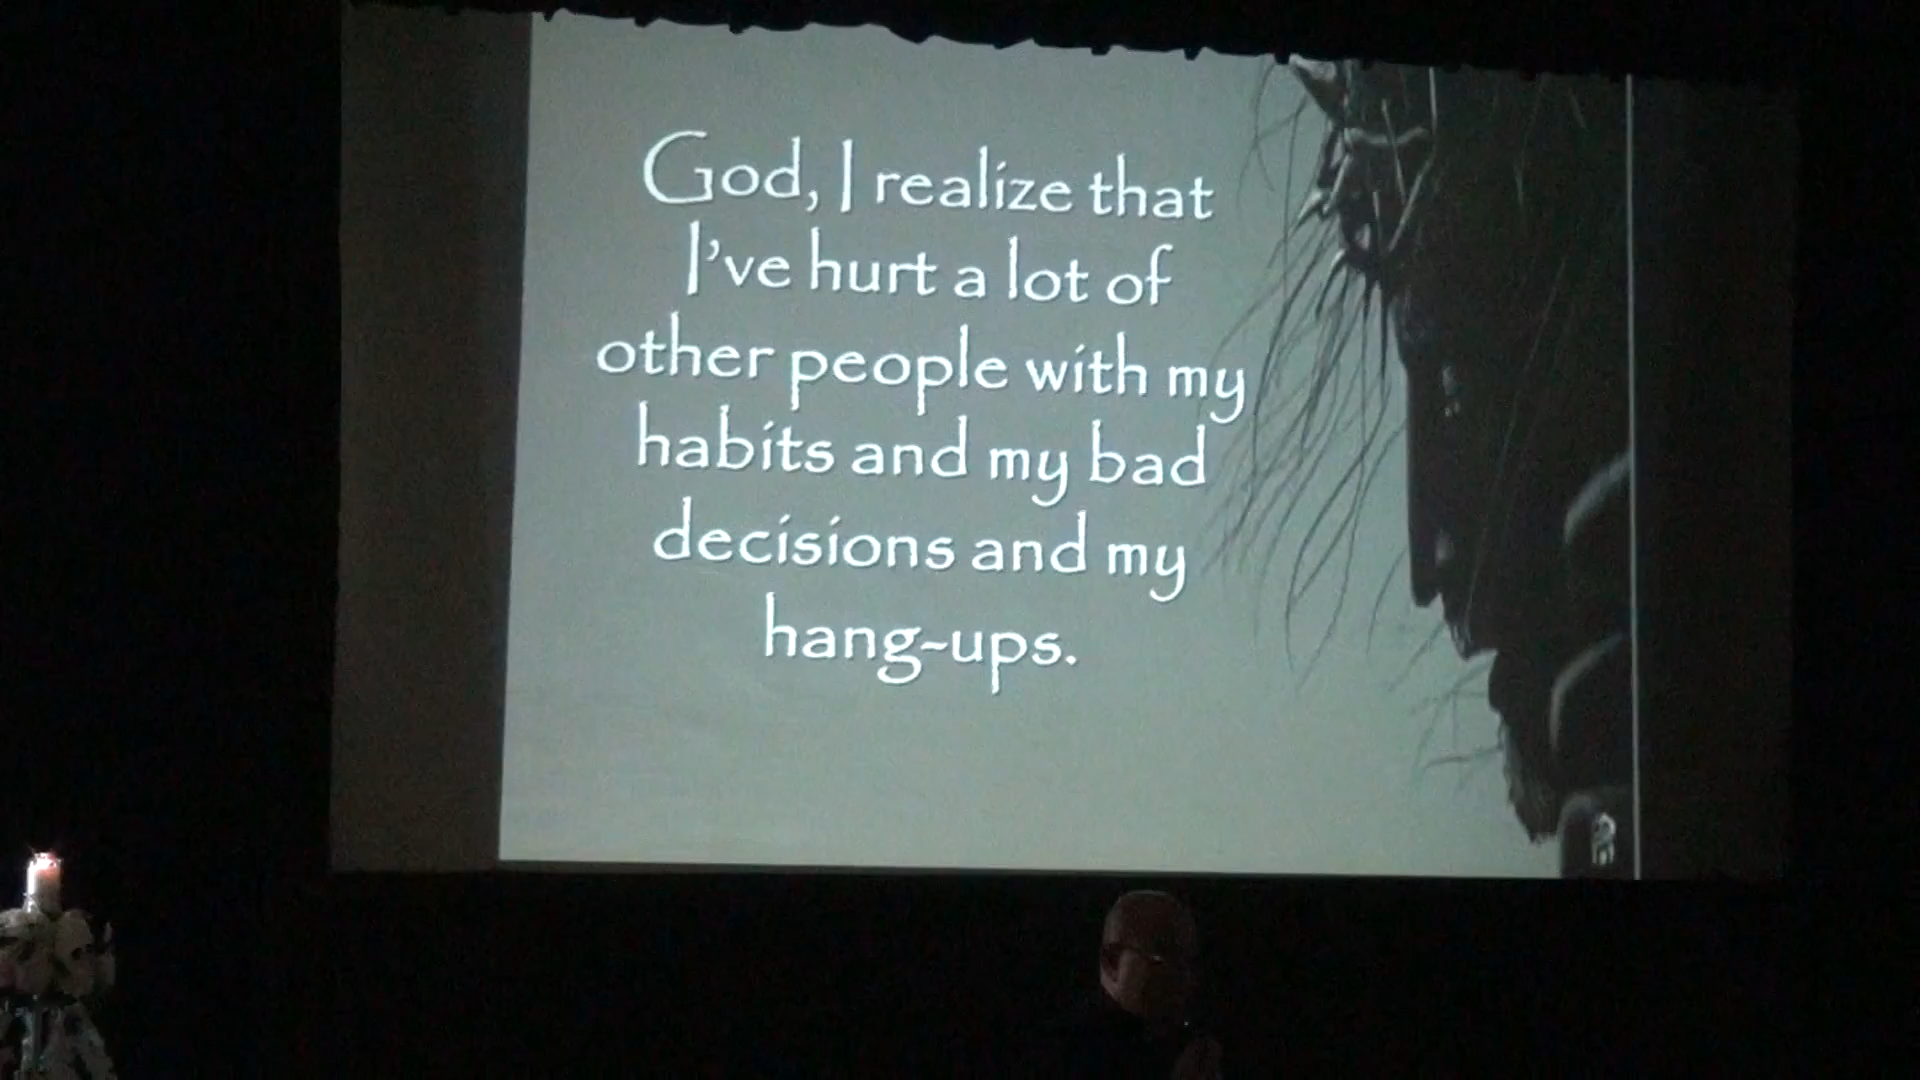 God, I realize that
I've hurt a lot of
other people with my
habits and my bad
decisions and my
hang-ups.